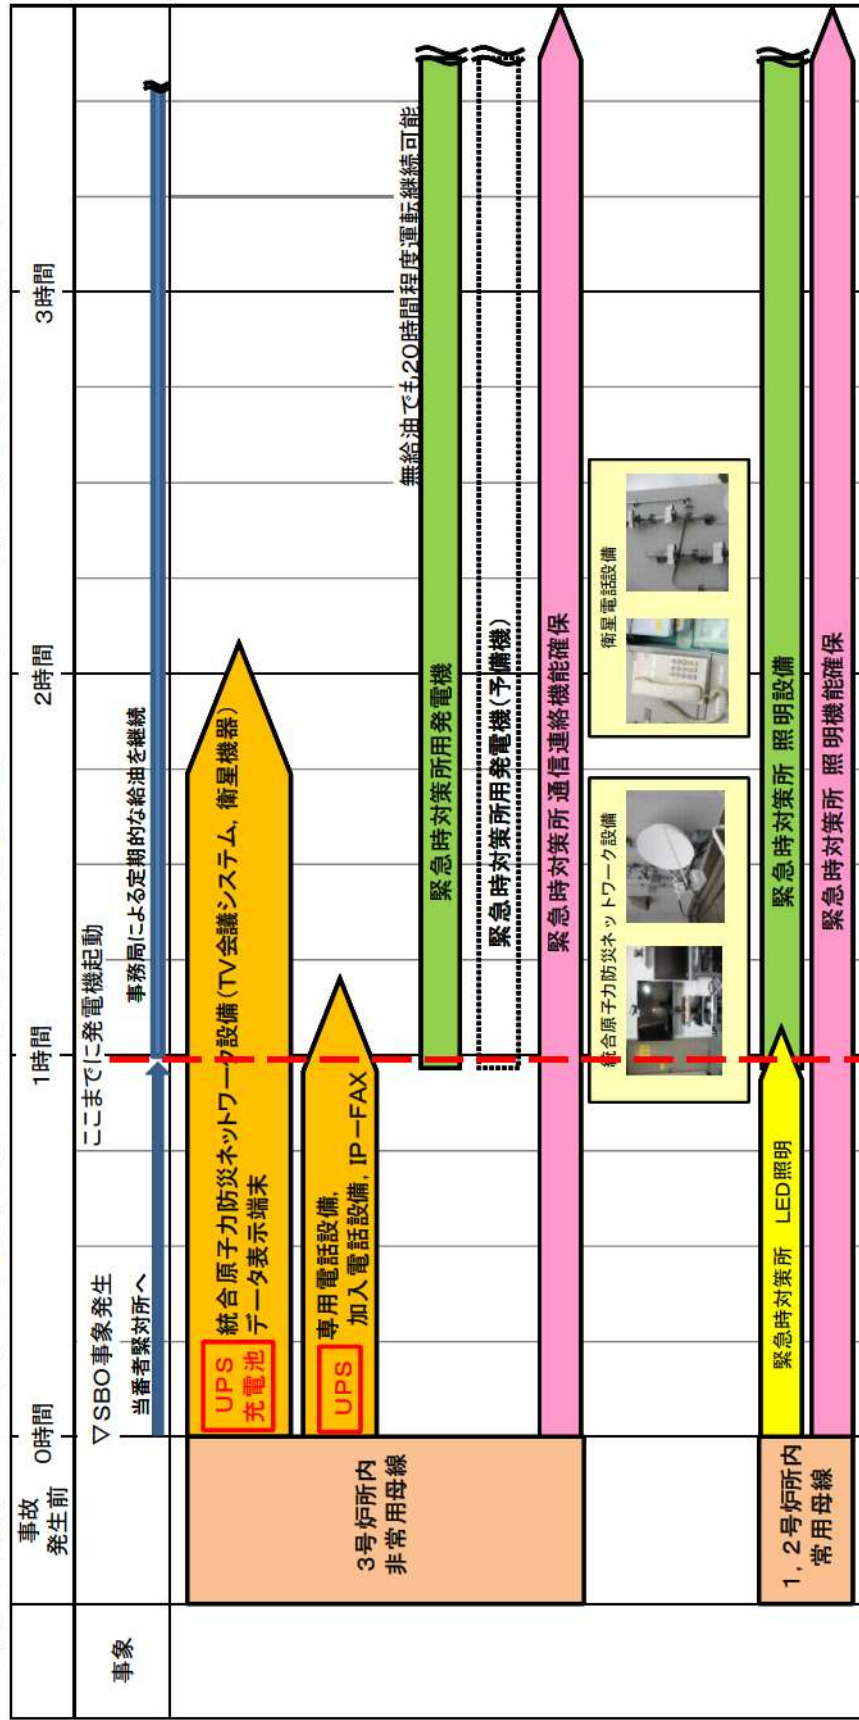 事故
発生前
0時間
1時間
2時間
3時間
事象
▽SBO事象発生
ここまでに発電機起動
当番者緊対所へ
事務局による定期的な給油を継続
3号炉所内
非常用母線
UPS
充電池
統合原子力防災ネットワーク設備(TV会議システム, 衛星機器)
データ表示端末
UPS
専用電話設備,
加入電話設備, IP-FAX
無給油でも20時間程度運転継続可能
緊急時対策所用発電機
緊急時対策所用発電機(予備機)
緊急時対策所 通信連絡機能確保
統合原子力防災ネットワーク設備
衛星電話設備
1, 2号炉所内
常用母線
緊急時対策所 LED照明
緊急時対策所 照明設備
緊急時対策所 照明機能確保